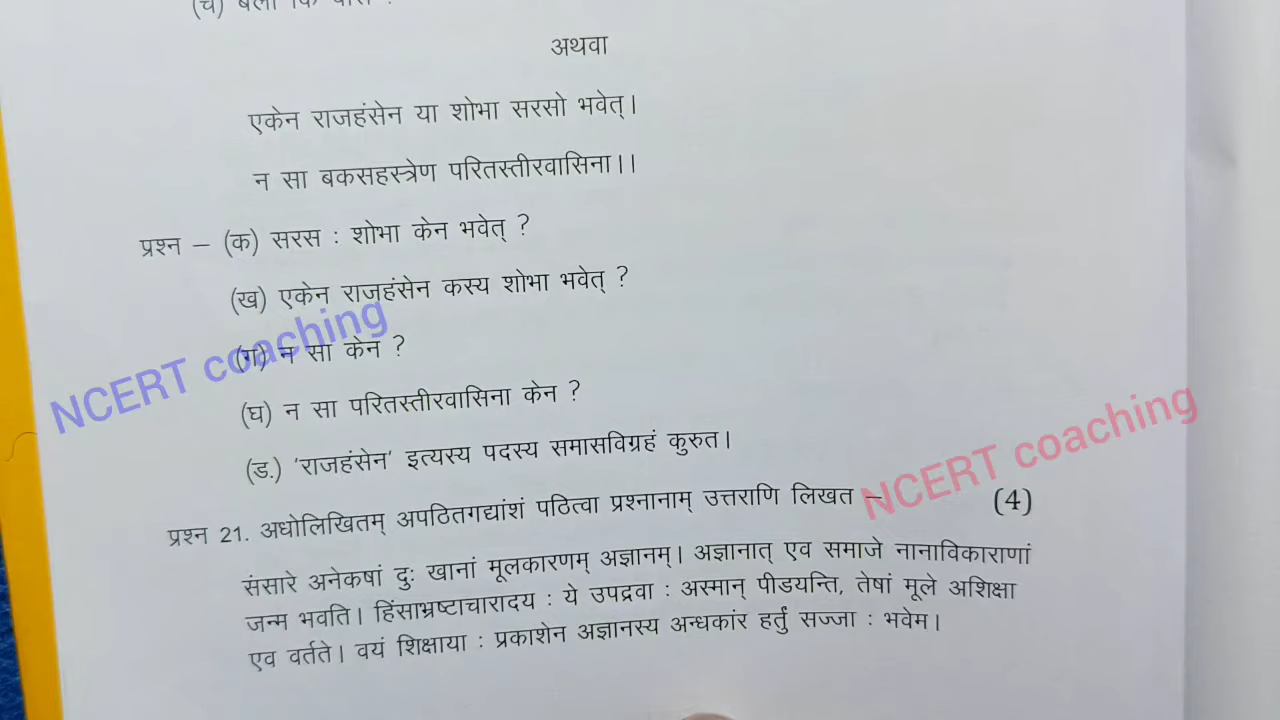 (च)
अथवा
एकेन राजहंसेन या शोभा सरसो भवेत्।
न सा बकसहस्त्रेण परितस्तीरवासिना।।
प्रश्न – (क) सरस : शोभा केन भवेत् ?
(ख) एकेन राजहंसेन कस्य शोभा भवेत् ?
(ग) न सा केन ?
(घ) न सा परितस्तीरवासिना केन ?
(ड.) 'राजहंसेन' इत्यस्य पदस्य समासविग्रहं कुरुत।
प्रश्न 21. अधोलिखितम् अपठितगद्यांशं पठित्वा प्रश्नानाम् उत्तराणि लिखत – (4)
संसारे अनेकषां दुः खानां मूलकारणम् अज्ञानम्। अज्ञानात् एव समाजे नानाविकाराणां
जन्म भवति। हिंसाभ्रष्टाचारादय : ये उपद्रवा : अस्मान् पीडयन्ति, तेषां मूले अशिक्षा
एव वर्तते। वयं शिक्षाया : प्रकाशेन अज्ञानस्य अन्धकांर हर्तुं सज्जा : भवेम।
NCERT coaching
NCERT coaching